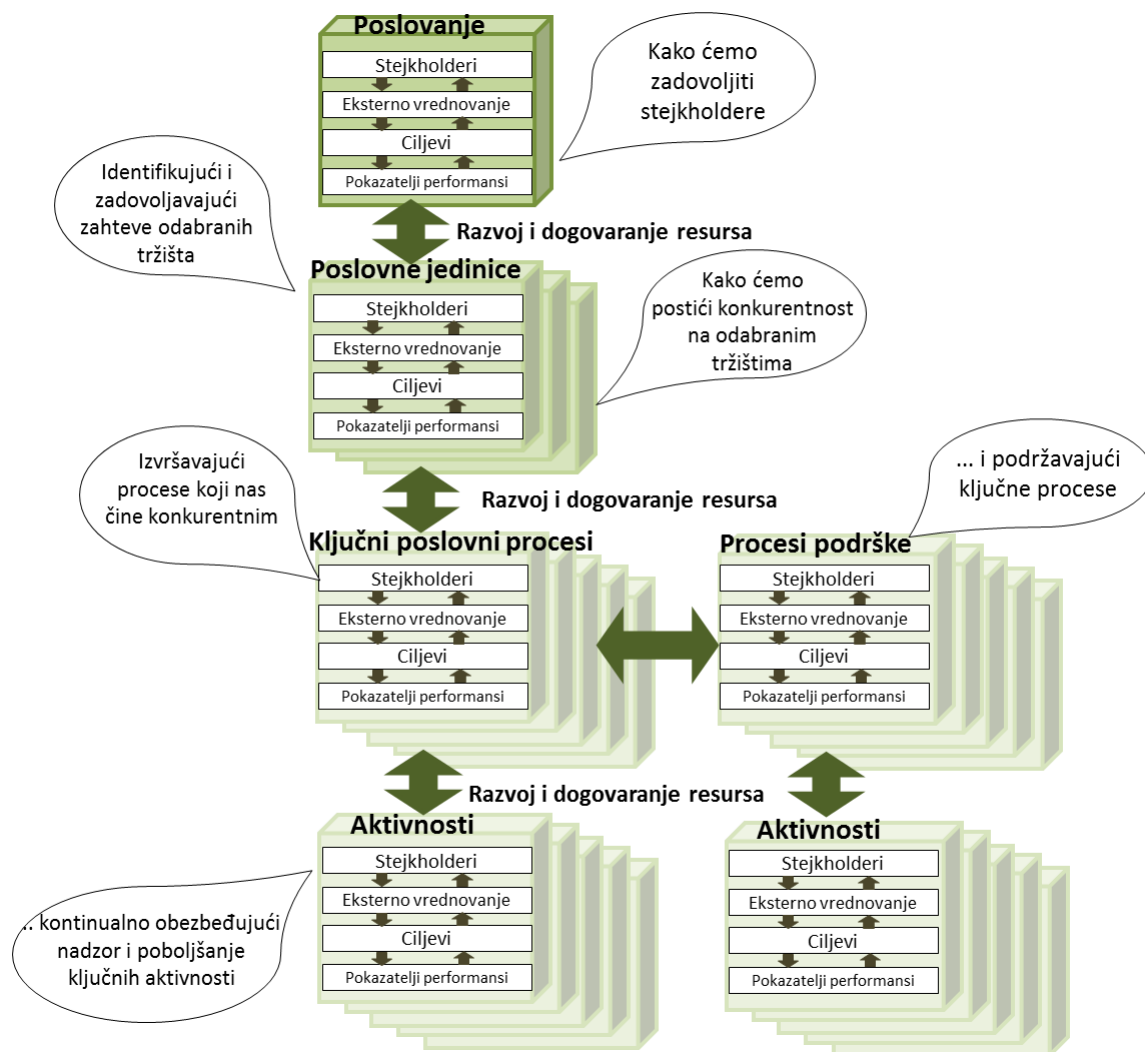 Poslovanje
Stejkholderi
Eksterno vrednovanje
Ciljevi
Pokazatelji performansi
Kako ćemo
zadovoljiti
stejkholdere
Identifikujući i
zadovoljavajući
zahteve odabranih
tržišta
Razvoj i dogovaranje resursa
Poslovne jedinice
Stejkholderi
Eksterno vrednovanje
Ciljevi
Pokazatelji performansi
Kako ćemo
postići konkurentnost
na odabranim
tržištima
Izvršavajući
procese koji nas
čine konkurentnim
Razvoj i dogovaranje resursa
... i podržavajući
ključne procese
Ključni poslovni procesi
Stejkholderi
Eksterno vrednovanje
Ciljevi
Pokazatelji performansi
Procesi podrške
Stejkholderi
Eksterno vrednovanje
Ciljevi
Pokazatelji performansi
Razvoj i dogovaranje resursa
Aktivnosti
Stejkholderi
Eksterno vrednovanje
Ciljevi
Pokazatelji performansi
Aktivnosti
Stejkholderi
Eksterno vrednovanje
Ciljevi
Pokazatelji performansi
.. kontinualno obezbeđujući
nadzor i poboljšanje
ključnih aktivnosti